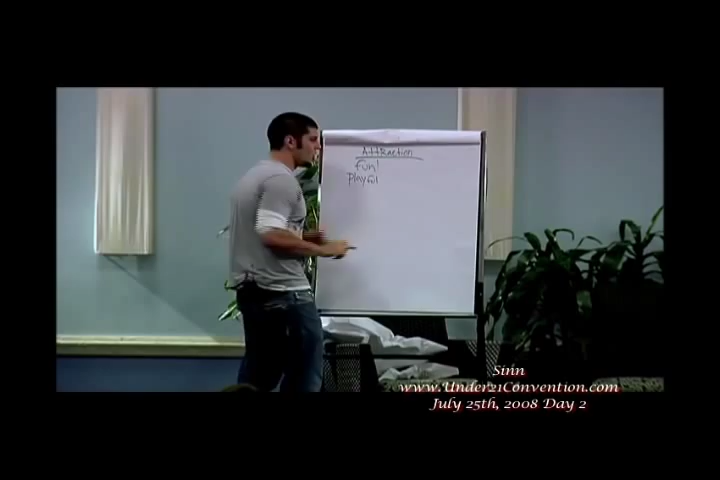 Attraction
Fun!
Playful
Sinn
www.Under21Convention.com
July 25th, 2008 Day 2